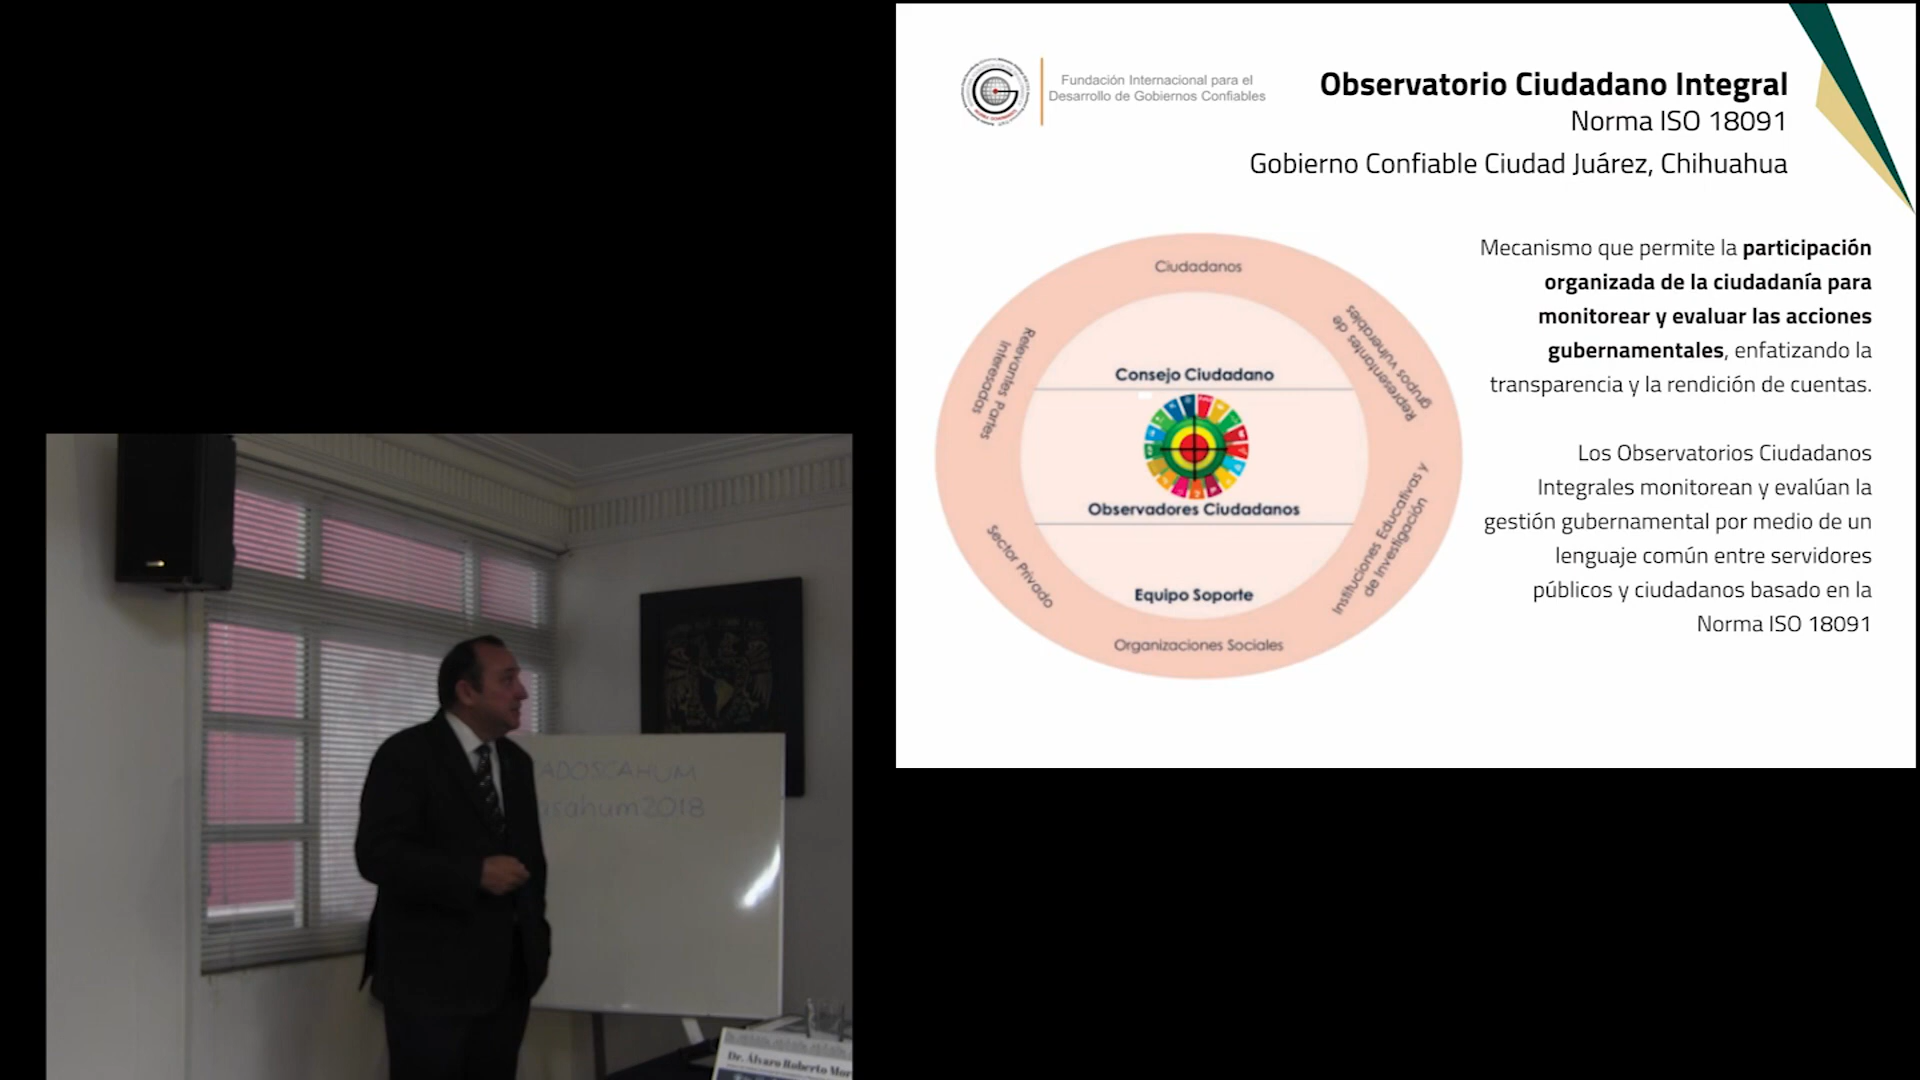 Fundación Internacional para el
Desarrollo de Gobiernos Confiables
Observatorio Ciudadano Integral
Norma ISO 18091
Gobierno Confiable Ciudad Juárez, Chihuahua
Ciudadanos
Representantes de
grupos vulnerables
Instituciones Educativas y
de Investigación
Organizaciones Sociales
Sector Privado
Relevantes Partes
Interesadas
Consejo Ciudadano
Observadores Ciudadanos
Equipo Soporte
Mecanismo que permite la participación
organizada de la ciudadanía para
monitorear y evaluar las acciones
gubernamentales, enfatizando la
transparencia y la rendición de cuentas.
Los Observatorios Ciudadanos
Integrales monitorean y evalúan la
gestión gubernamental por medio de un
lenguaje común entre servidores
públicos y ciudadanos basado en la
Norma ISO 18091
ADOSCAHUM
asahum2018
Dr. Álvaro Roberto Mor